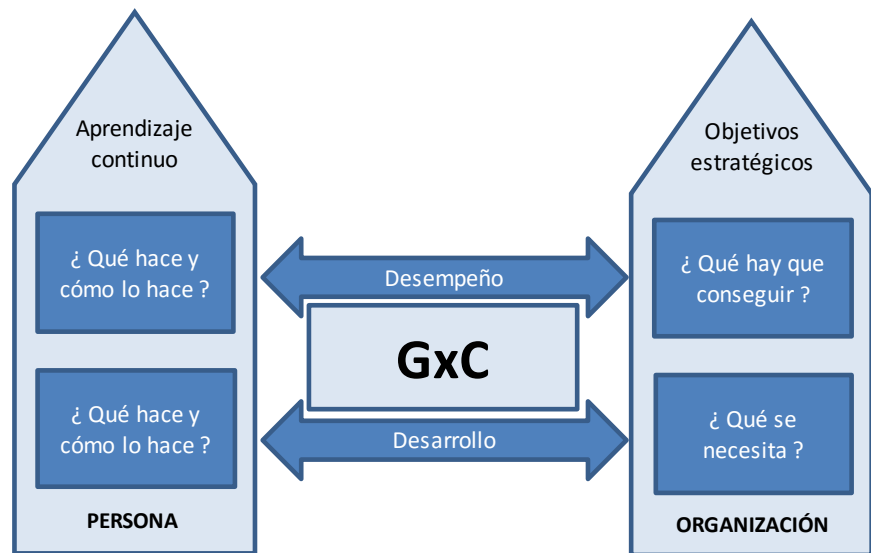 Aprendizaje
continuo
¿ Qué hace y
cómo lo hace ?
¿ Qué hace y
cómo lo hace ?
PERSONA
Desempeño
GxC
Desarrollo
Objetivos
estratégicos
¿ Qué hay que
conseguir ?
¿ Qué se
necesita ?
ORGANIZACIÓN